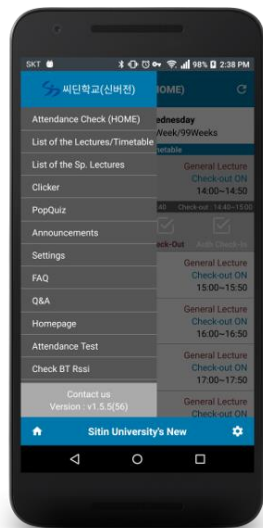 SKT 98% 2:38 PM
씨딘학교(신버전)
(HOME)
Attendance Check (HOME)
ednesday
Week/99Weeks
List of the Lectures/Timetable
netable
List of the Sp. Lectures
General Lecture
Check-out ON
Clicker
14:00~14:50
PopQuiz
:40 Check-out : 14:40~15:00
Announcements
eck-Out Auth Check-In
Settings
General Lecture
FAQ
Check-out ON
15:00~15:50
Q&A
General Lecture
Homepage
Check-out ON
16:00~16:50
Attendance Test
General Lecture
Check BT Rssi
Check-out ON
17:00~17:50
Contact us
Version : v1.5.5(56)
General Lecture
Check-out ON
Sitin University's New